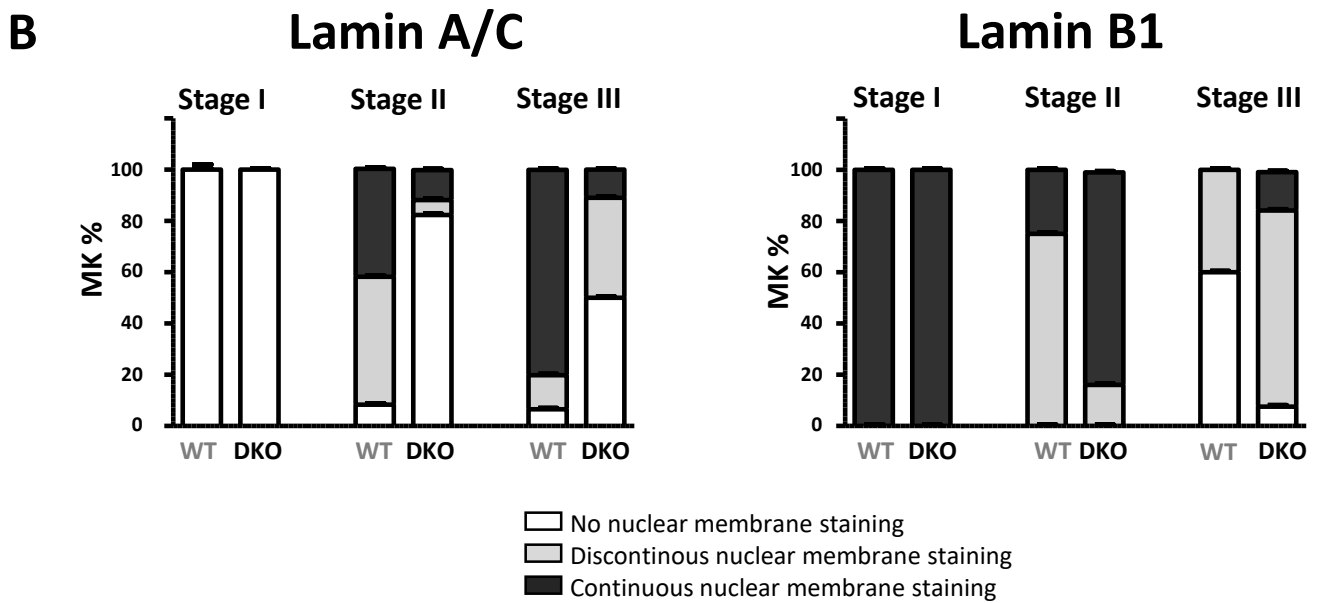 B
Lamin A/C
Lamin B1
Stage I
Stage II
Stage III
Stage I
Stage II
Stage III
MK %
100
80
60
40
20
0
WT DKO
WT DKO
WT DKO
MK %
100
80
60
40
20
0
WT DKO
WT DKO
WT DKO
No nuclear membrane staining
Discontinous nuclear membrane staining
Continuous nuclear membrane staining